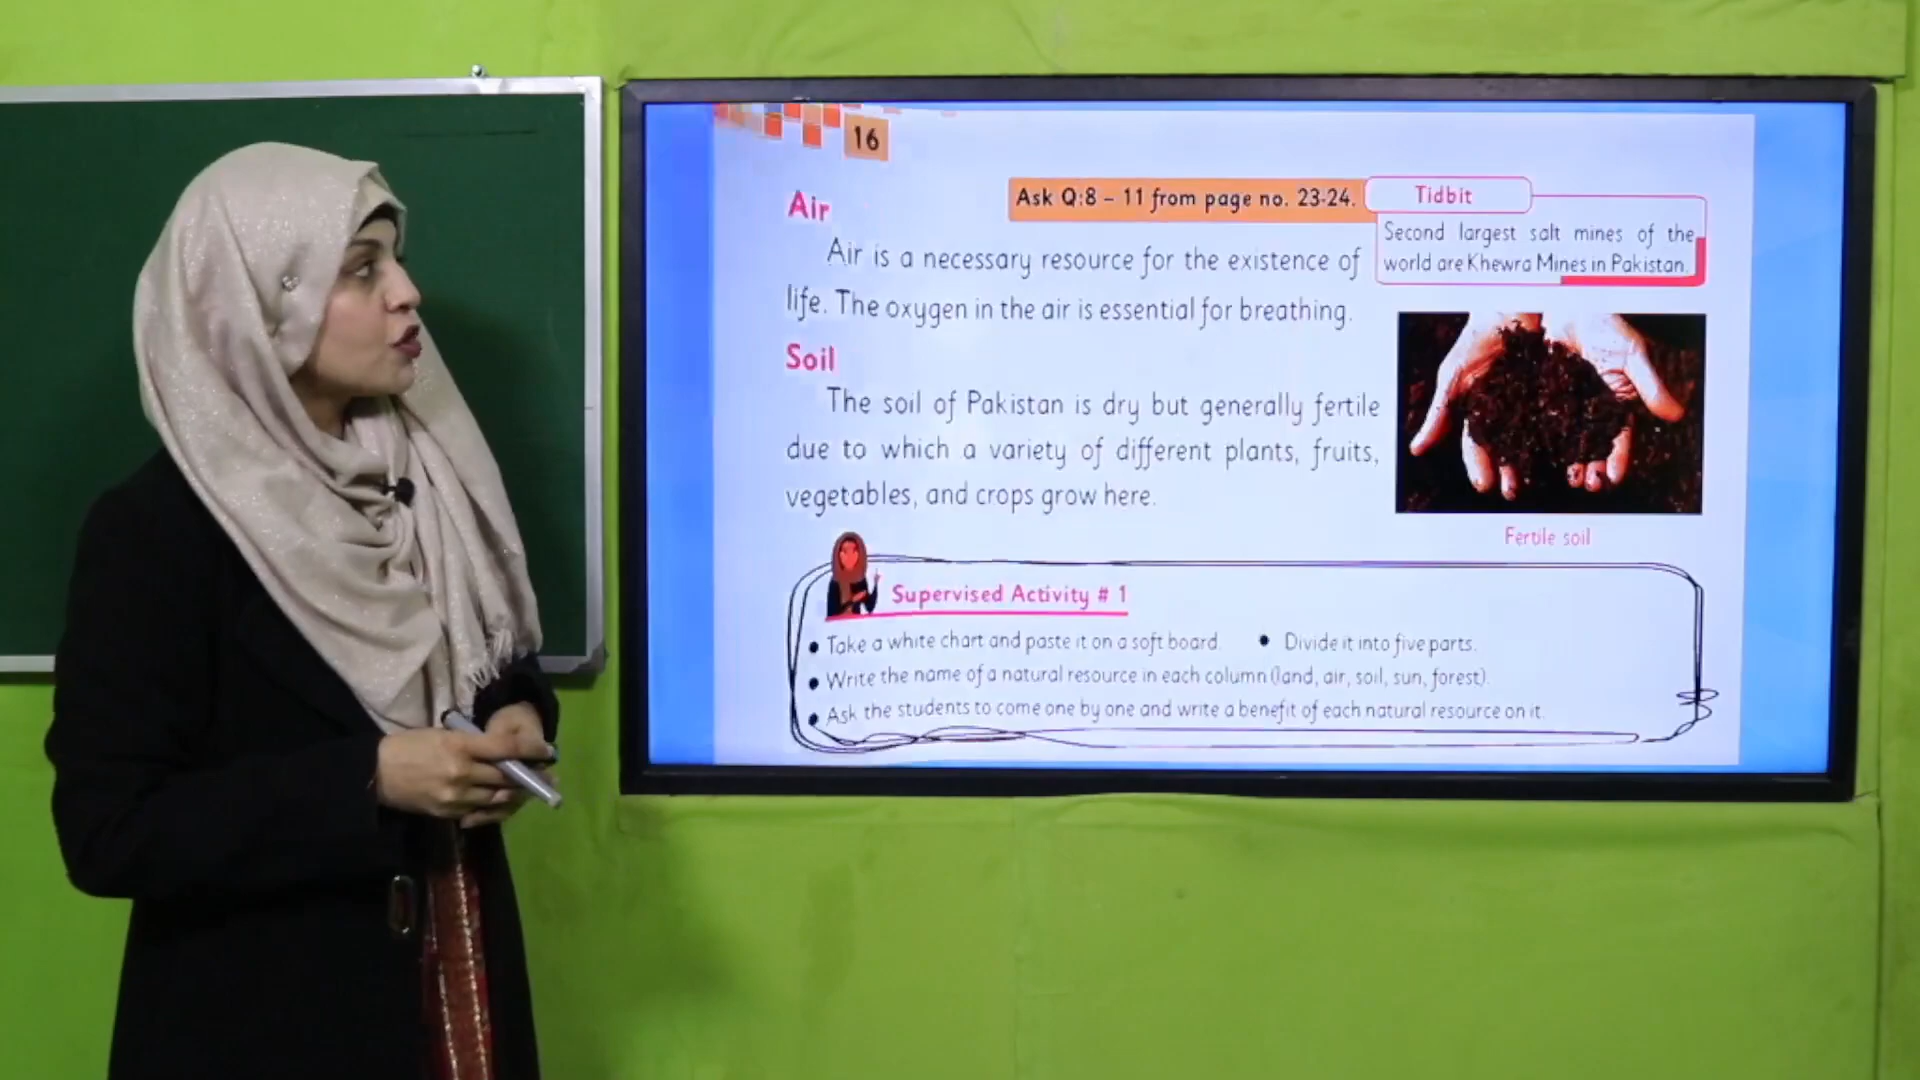 16
Air
Ask Q:8 – 11 from page no. 23-24.
Tidbit
Second largest salt mines of the
world are Khewra Mines in Pakistan.
Air is a necessary resource for the existence of
life. The oxygen in the air is essential for breathing.
Soil
The soil of Pakistan is dry but generally fertile
due to which a variety of different plants, fruits,
vegetables, and crops grow here.
Fertile soil
Supervised Activity # 1
• Take a white chart and paste it on a soft board. • Divide it into five parts.
• Write the name of a natural resource in each column (land, air, soil, sun, forest).
• Ask the students to come one by one and write a benefit of each natural resource on it.